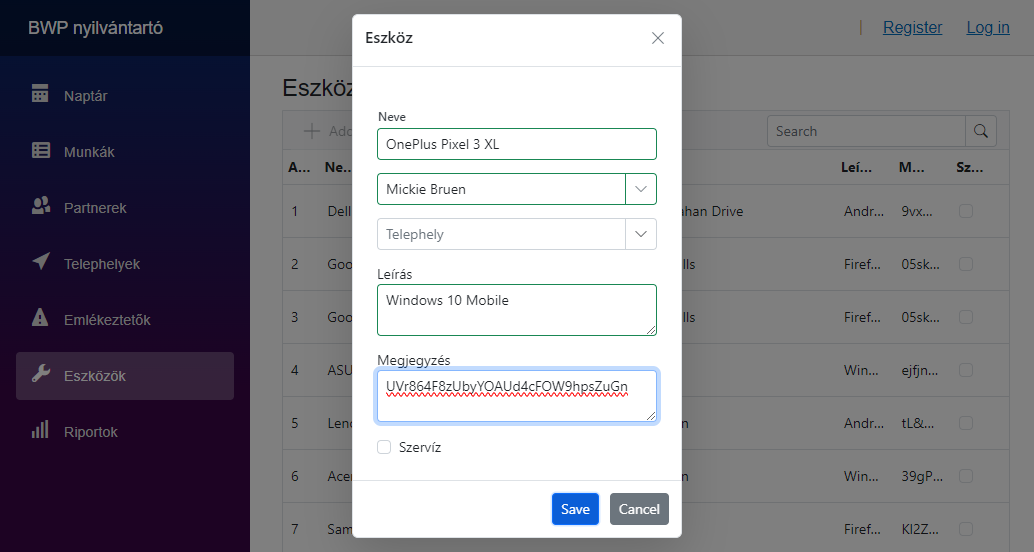 BWP nyilvántartó
Naptár
Munkák
Partnerek
Telephelyek
Emlékeztetők
Eszközök
Riportok
Register
Log in
Search
Eszköz
Neve
OnePlus Pixel 3 XL
Mickie Bruen
Telephely
Leírás
Windows 10 Mobile
Megjegyzés
UVr864F8zUbyYOAUd4cFOW9hpsZuGn
Szervíz
Save
Cancel
A... Ne... Leí... M... Sz...
1 Dell ahan Drive Andr... 9vx...
2 Goo lls Firef... 05sk...
3 Goo lls Firef... 05sk...
4 ASU Win... ejfjn...
5 Leno n Andr... tL&...
6 Acer n Win... 39gP...
7 Sam Firef... KI2Z...